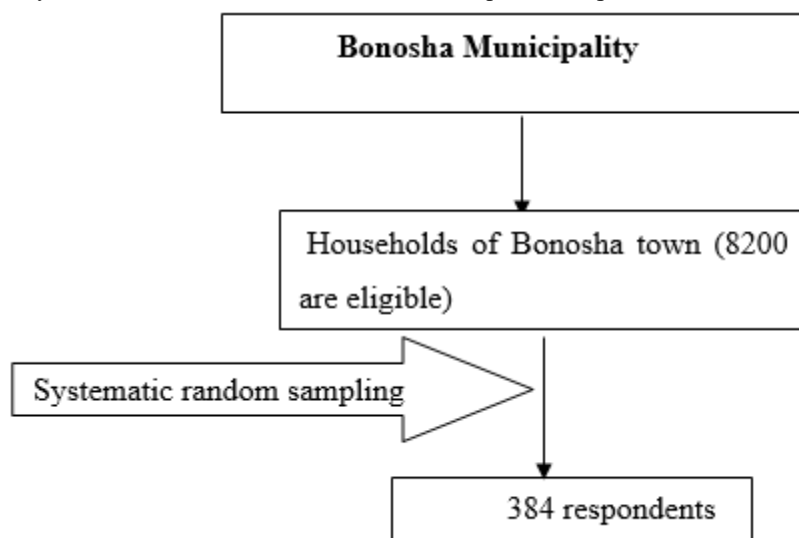 Bonosha Municipality
Households of Bonosha town (8200
are eligible)
Systematic random sampling
384 respondents